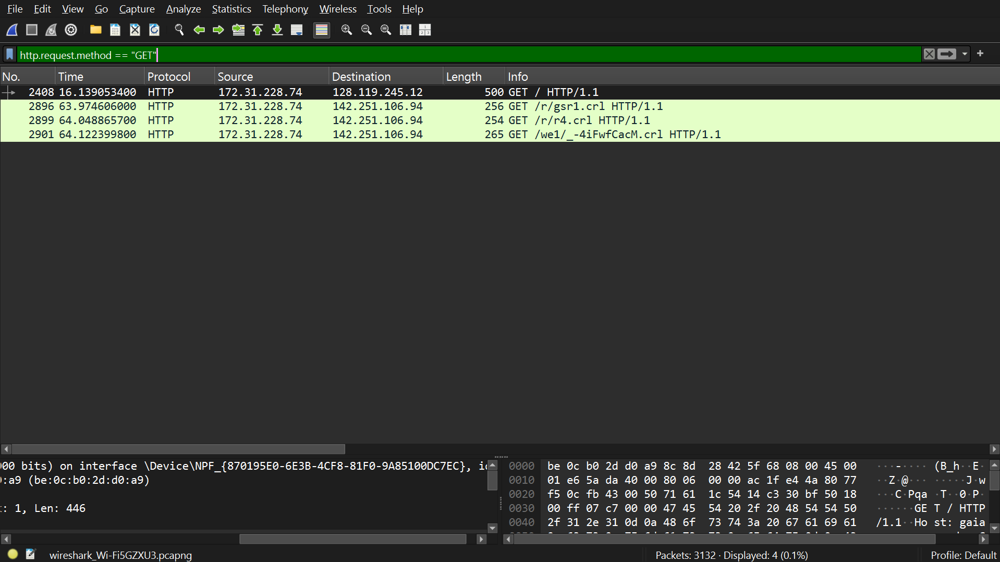 File Edit View Go Capture Analyze Statistics Telephony Wireless Tools Help
http.request.method == "GET"
No. Time Protocol Source Destination Length Info
2408 16.139053400 HTTP 172.31.228.74 128.119.245.12 500 GET / HTTP/1.1
2896 63.974606000 HTTP 172.31.228.74 142.251.106.94 256 GET /r/gsr1.crl HTTP/1.1
2899 64.048865700 HTTP 172.31.228.74 142.251.106.94 254 GET /r/r4.crl HTTP/1.1
2901 64.122399800 HTTP 172.31.228.74 142.251.106.94 265 GET /we1/_-4iFwfCacM.crl HTTP/1.1
00 bits) on interface \Device\NPF_{870195E0-6E3B-4CF8-81F0-9A85100DC7EC},
:a9 (be:0c:b0:2d:d0:a9)
: 1, Len: 446
0000 be 0c b0 2d d0 a9 8c 8d 28 42 5f 68 08 00 45 00 ···-···· (B_h··E·
0010 01 e6 5a da 40 00 80 06 00 00 ac 1f e4 4a 80 77 ··Z·@··· ·····J·w
0020 f5 0c fb 43 00 50 71 61 1c 54 14 c3 30 bf 50 18 ···C·Pqa ·T··0·P·
0030 00 ff 07 c7 00 00 47 45 54 20 2f 20 48 54 54 50 ······GE T / HTTP
0040 2f 31 2e 31 0d 0a 48 6f 73 74 3a 20 67 61 69 61 /1.1··Ho st: gaia
wireshark_Wi-Fi5GZXU3.pcapng
Packets: 3132 · Displayed: 4 (0.1%)
Profile: Default